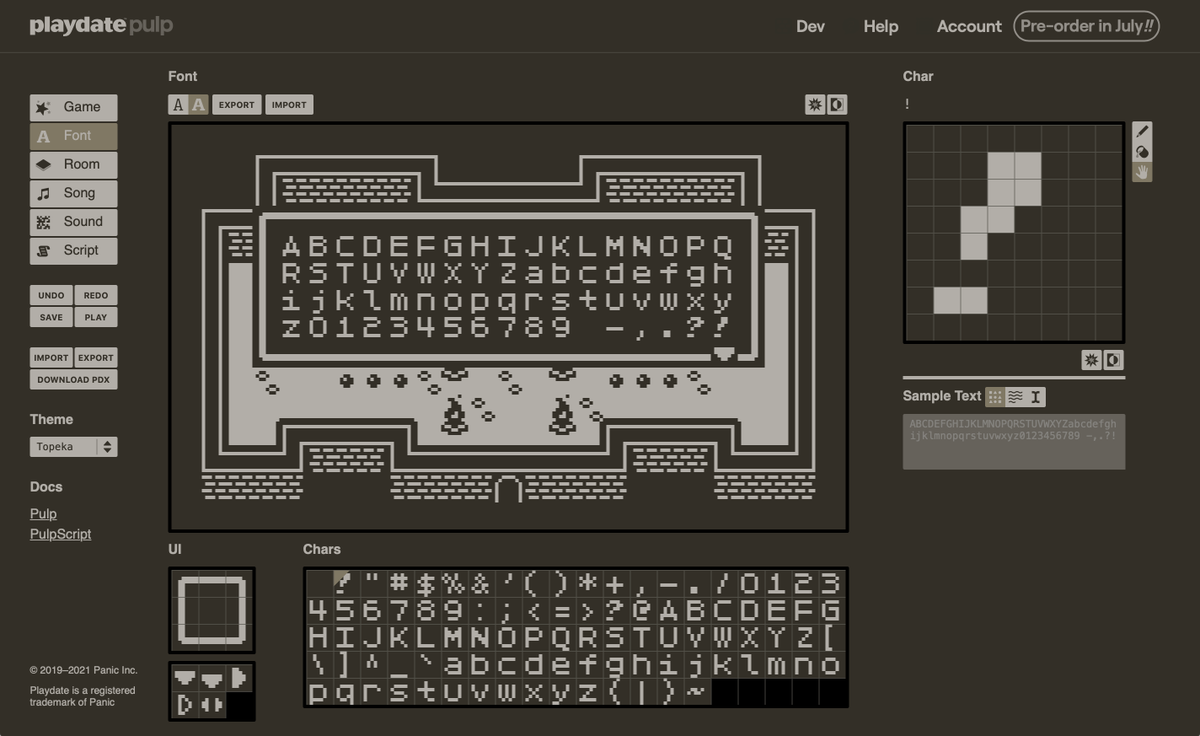 playdate pulp
Dev
Help
Account
Pre-order in July!!
Game
Font
Room
Song
Sound
Script
UNDO
REDO
SAVE
PLAY
IMPORT
EXPORT
DOWNLOAD PDX
Theme
Topeka
Docs
Pulp
PulpScript
© 2019–2021 Panic Inc.
Playdate is a registered
trademark of Panic
Font
A A
EXPORT
IMPORT
ABCDEFGHIJKLMNOPQ
RSTUVWXYZabcdefgh
ijklmnopqrstuvwxy
z0123456789 -,.?!
UI
Chars
!"#$%&'()*+,-./0123
456789:;<=>?@ABCDEFG
HIJKLMNOPQRSTUVWXYZ[
\]^_`abcdefghijklmno
pqrstuvwxyz{|}~
Char
!
Sample Text
ABCDEFGHIJKLMNOPQRSTUVWXYZabcdefgh
ijklmnopqrstuvwxyz0123456789 -,.?!